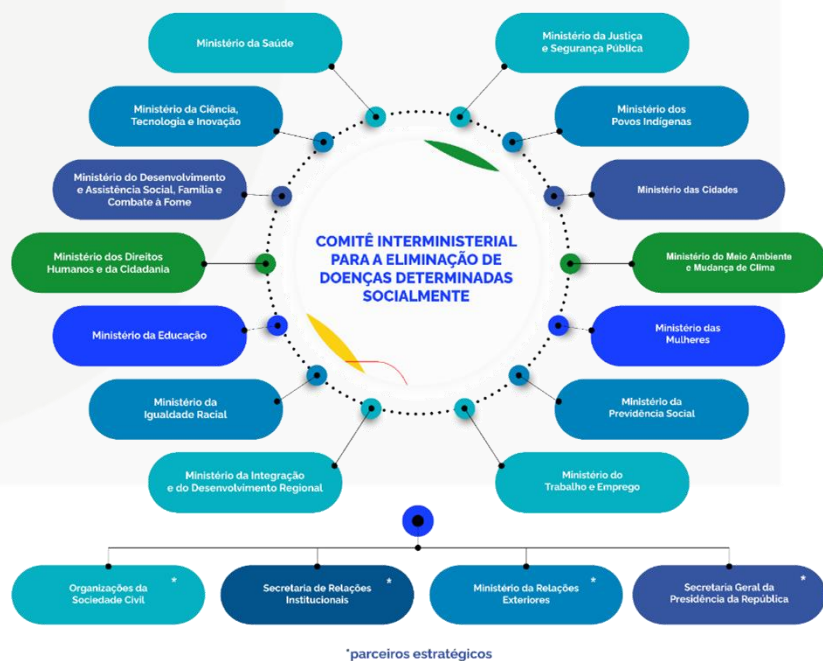 Ministério da Saúde
Ministério da Justiça
e Segurança Pública
Ministério da Ciência,
Tecnologia e Inovação
Ministério dos
Povos Indígenas
Ministério do Desenvolvimento
e Assistência Social, Família e
Combate à Fome
Ministério das Cidades
COMITÊ INTERMINISTERIAL
PARA A ELIMINAÇÃO DE
DOENÇAS DETERMINADAS
SOCIALMENTE
Ministério dos Direitos
Humanos e da Cidadania
Ministério do Meio Ambiente
e Mudança de Clima
Ministério da Educação
Ministério das
Mulheres
Ministério da
Igualdade Racial
Ministério da
Previdência Social
Ministério da Integração
e do Desenvolvimento Regional
Ministério do
Trabalho e Emprego
Organizações da *
Sociedade Civil
Secretaria de Relações *
Institucionais
Ministério da Relações *
Exteriores
Secretaria Geral da *
Presidência da República
*parceiros estratégicos